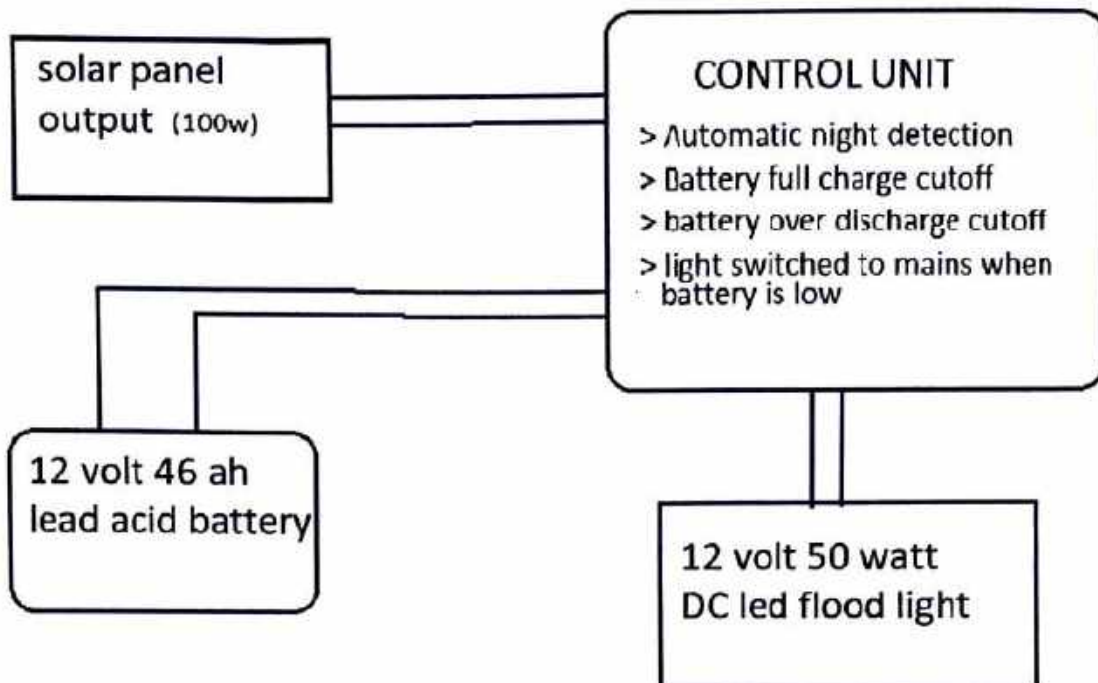 solar panel
output (100w)
CONTROL UNIT
> Automatic night detection
> Battery full charge cutoff
> battery over discharge cutoff
> light switched to mains when
battery is low
12 volt 46 ah
lead acid battery
12 volt 50 watt
DC led flood light